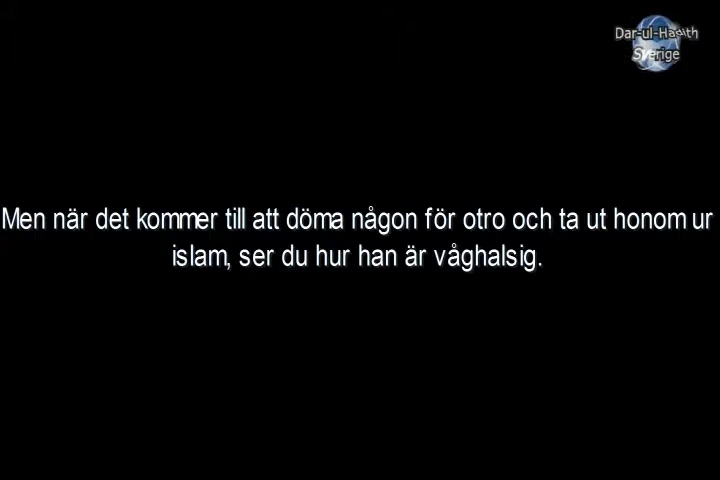 Dar-ul-Hadith
Sverige
Men när det kommer till att döma någon för otro och ta ut honom ur
islam, ser du hur han är våghalsig.